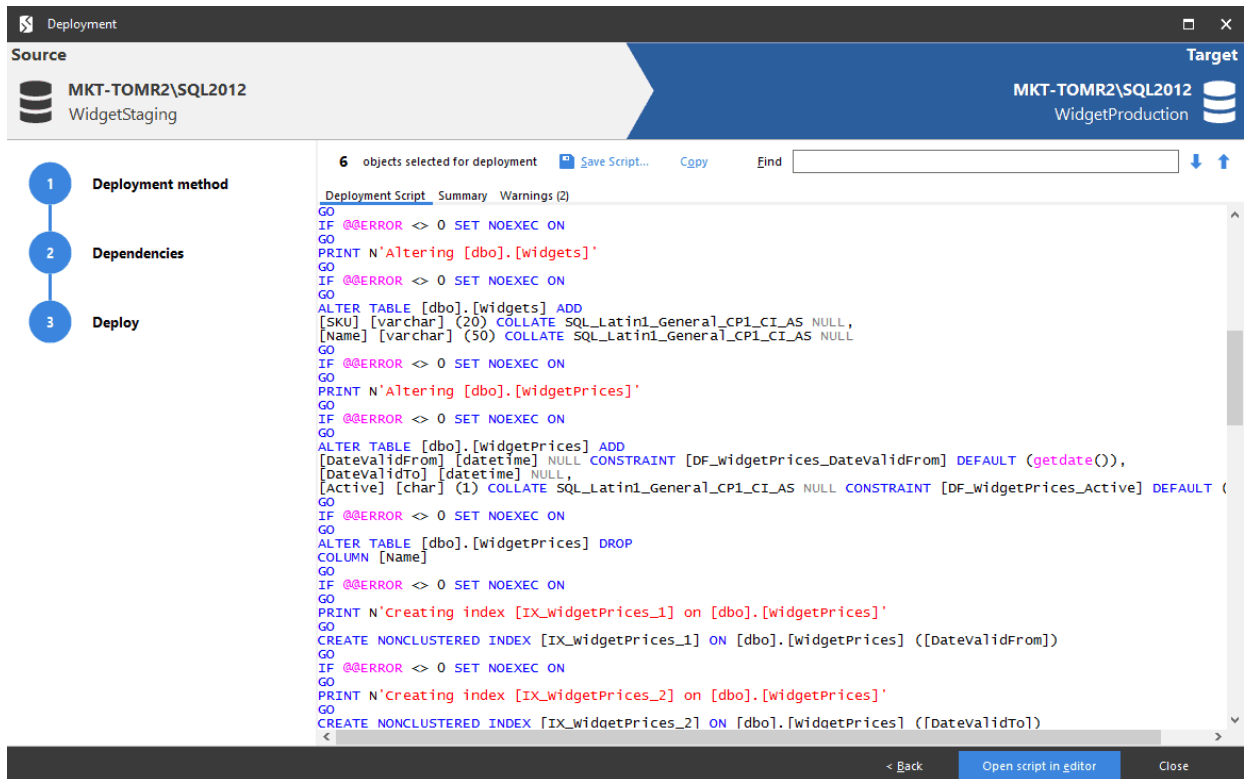 Deployment
Source
Target
MKT-TOMR2\SQL2012
WidgetStaging
MKT-TOMR2\SQL2012
WidgetProduction
1 Deployment method
2 Dependencies
3 Deploy
6 objects selected for deployment Save Script... Copy Find
Deployment Script Summary Warnings (2)
GO
IF @@ERROR <> 0 SET NOEXEC ON
GO
PRINT N'Altering [dbo].[Widgets]'
GO
IF @@ERROR <> 0 SET NOEXEC ON
GO
ALTER TABLE [dbo].[Widgets] ADD
[SKU] [varchar] (20) COLLATE SQL_Latin1_General_CP1_CI_AS NULL,
[Name] [varchar] (50) COLLATE SQL_Latin1_General_CP1_CI_AS NULL
GO
IF @@ERROR <> 0 SET NOEXEC ON
GO
PRINT N'Altering [dbo].[WidgetPrices]'
GO
IF @@ERROR <> 0 SET NOEXEC ON
GO
ALTER TABLE [dbo].[WidgetPrices] ADD
[DateValidFrom] [datetime] NULL CONSTRAINT [DF_WidgetPrices_DateValidFrom] DEFAULT (getdate()),
[DateValidTo] [datetime] NULL,
[Active] [char] (1) COLLATE SQL_Latin1_General_CP1_CI_AS NULL CONSTRAINT [DF_WidgetPrices_Active] DEFAULT (
GO
IF @@ERROR <> 0 SET NOEXEC ON
GO
ALTER TABLE [dbo].[WidgetPrices] DROP
COLUMN [Name]
GO
IF @@ERROR <> 0 SET NOEXEC ON
GO
PRINT N'Creating index [IX_WidgetPrices_1] on [dbo].[WidgetPrices]'
GO
CREATE NONCLUSTERED INDEX [IX_WidgetPrices_1] ON [dbo].[WidgetPrices] ([DateValidFrom])
GO
IF @@ERROR <> 0 SET NOEXEC ON
GO
PRINT N'Creating index [IX_WidgetPrices_2] on [dbo].[WidgetPrices]'
GO
CREATE NONCLUSTERED INDEX [IX_WidgetPrices_2] ON [dbo].[WidgetPrices] ([DateValidTo])
< Back Open script in editor Close